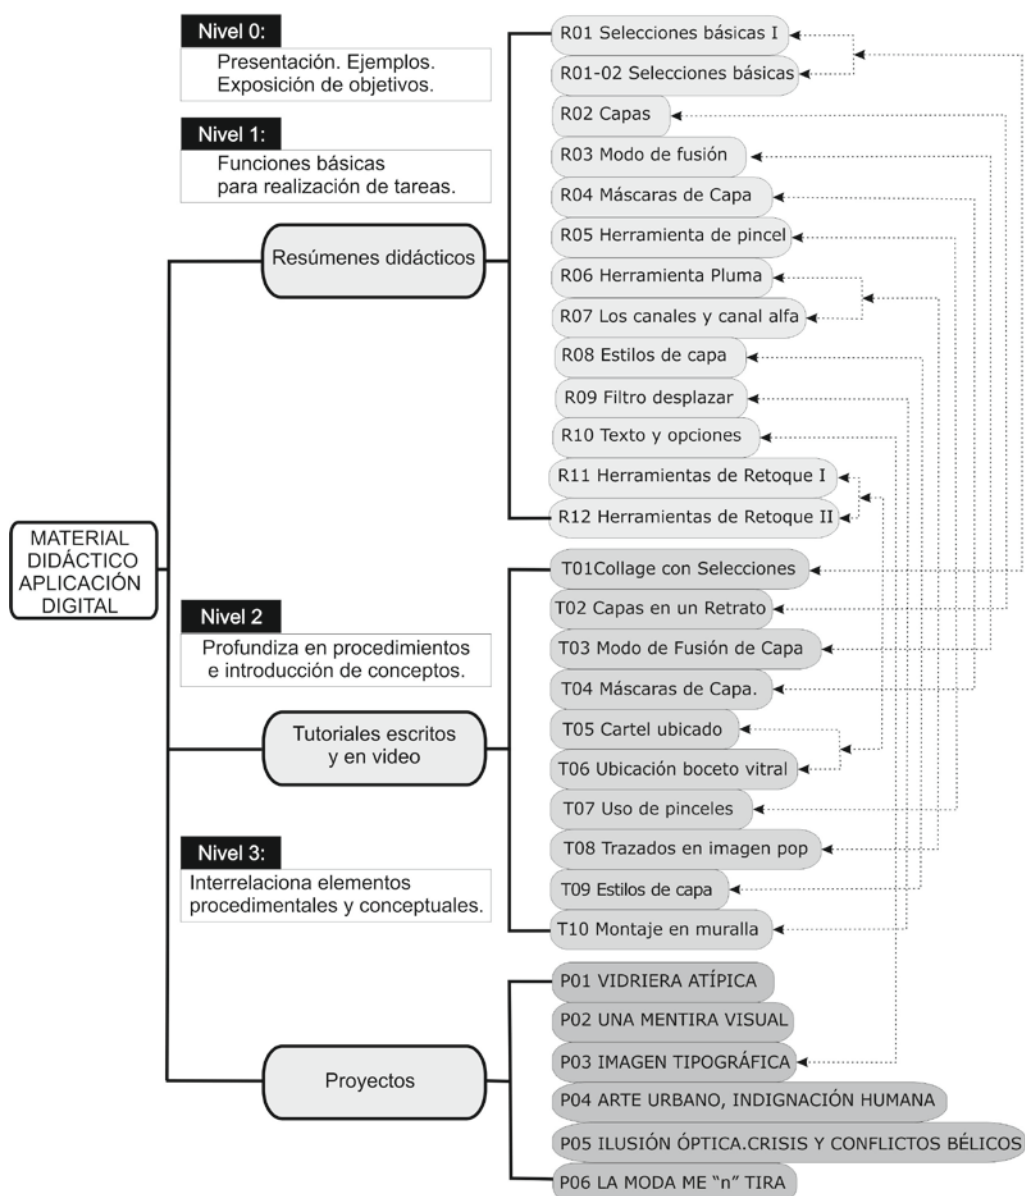 Nivel 0:
Presentación. Ejemplos.
Exposición de objetivos.
Nivel 1:
Funciones básicas
para realización de tareas.
Resúmenes didácticos
R01 Selecciones básicas I
R01-02 Selecciones básicas
R02 Capas
R03 Modo de fusión
R04 Máscaras de Capa
R05 Herramienta de pincel
R06 Herramienta Pluma
R07 Los canales y canal alfa
R08 Estilos de capa
R09 Filtro desplazar
R10 Texto y opciones
R11 Herramientas de Retoque I
R12 Herramientas de Retoque II
MATERIAL
DIDÁCTICO
APLICACIÓN
DIGITAL
Nivel 2
Profundiza en procedimientos
e introducción de conceptos.
Tutoriales escritos
y en video
T01Collage con Selecciones
T02 Capas en un Retrato
T03 Modo de Fusión de Capa
T04 Máscaras de Capa.
T05 Cartel ubicado
T06 Ubicación boceto vitral
T07 Uso de pinceles
T08 Trazados en imagen pop
T09 Estilos de capa
T10 Montaje en muralla
Nivel 3:
Interrelaciona elementos
procedimentales y conceptuales.
Proyectos
P01 VIDRIERA ATÍPICA
P02 UNA MENTIRA VISUAL
P03 IMAGEN TIPOGRÁFICA
P04 ARTE URBANO, INDIGNACIÓN HUMANA
P05 ILUSIÓN ÓPTICA.CRISIS Y CONFLICTOS BÉLICOS
P06 LA MODA ME “n” TIRA